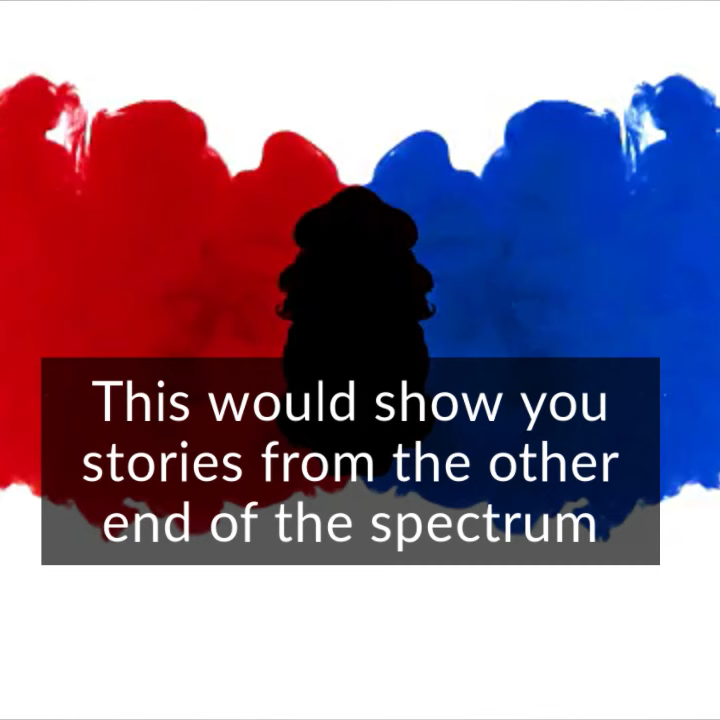 This would show you
stories from the other
end of the spectrum